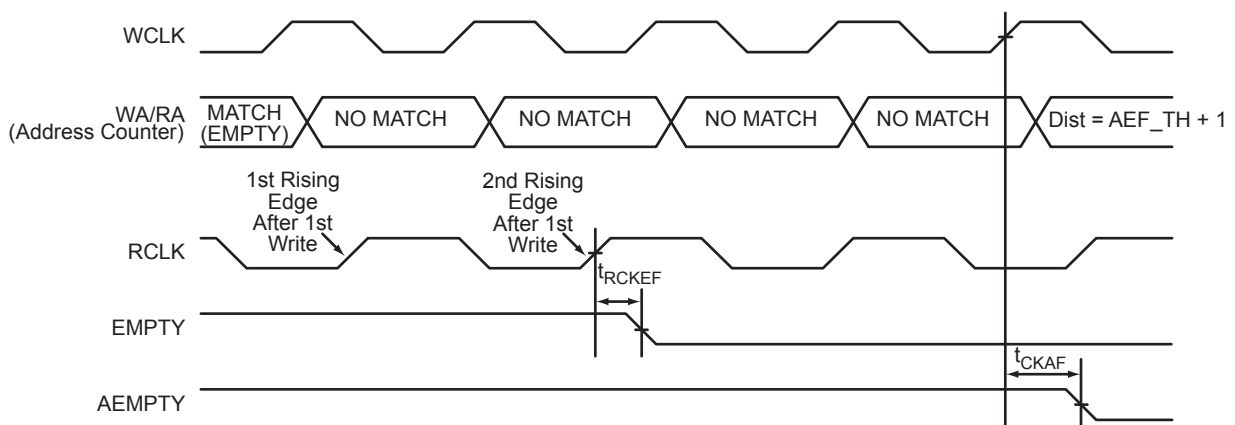 WCLK
WA/RA
(Address Counter)
MATCH
(EMPTY)
NO MATCH
NO MATCH
NO MATCH
NO MATCH
Dist = AEF_TH + 1
1st Rising
Edge
After 1st
Write
2nd Rising
Edge
After 1st
Write
RCLK
tRCKEF
EMPTY
tCKAF
AEMPTY